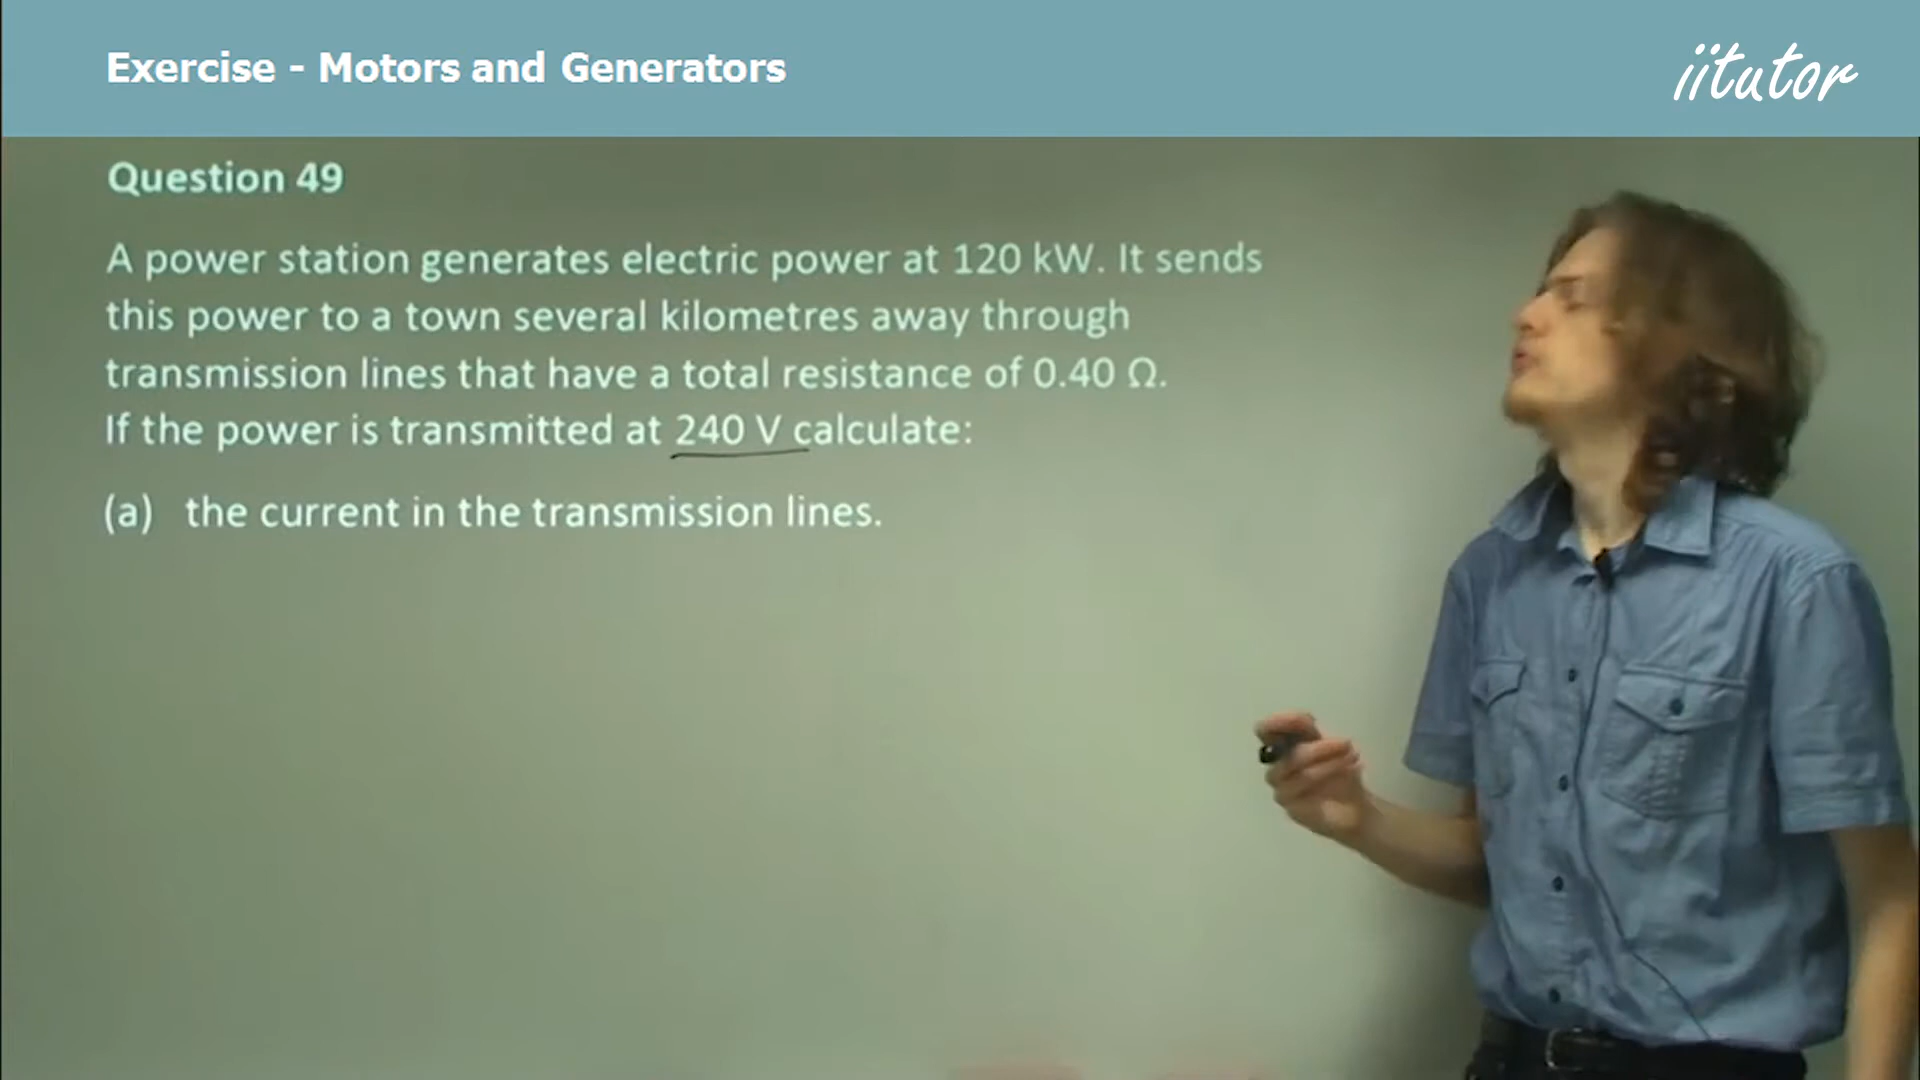 Exercise - Motors and Generators
iitutor
Question 49
A power station generates electric power at 120 kW. It sends
this power to a town several kilometres away through
transmission lines that have a total resistance of 0.40 Ω.
If the power is transmitted at 240 V calculate:
(a) the current in the transmission lines.